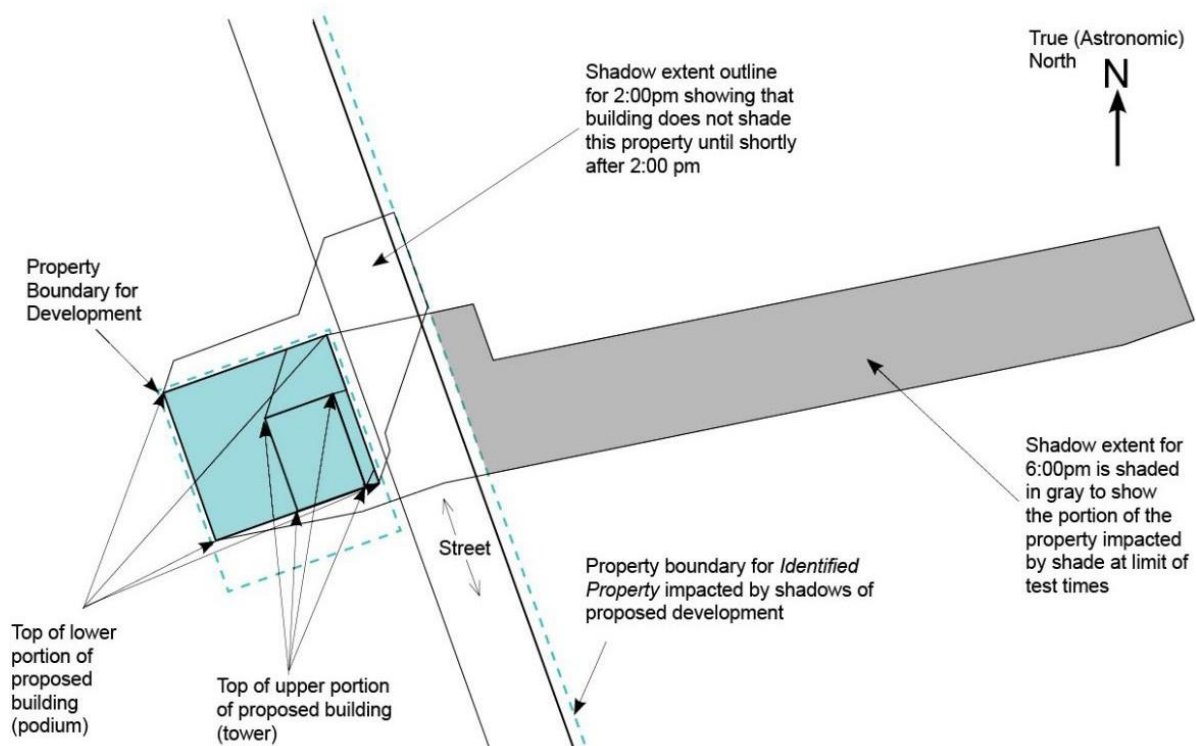 True (Astronomic)
North
N
Shadow extent outline
for 2:00pm showing that
building does not shade
this property until shortly
after 2:00 pm
Property
Boundary for
Development
Shadow extent for
6:00pm is shaded
in gray to show
the portion of the
property impacted
by shade at limit of
test times
Street
Property boundary for Identified
Property impacted by shadows of
proposed development
Top of lower
portion of
proposed
building
(podium)
Top of upper portion
of proposed building
(tower)